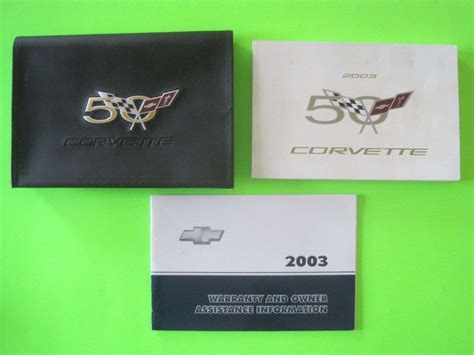 50
CORVETTE
2003
50
CORVETTE
2003
WARRANTY AND OWNER
ASSISTANCE INFORMATION